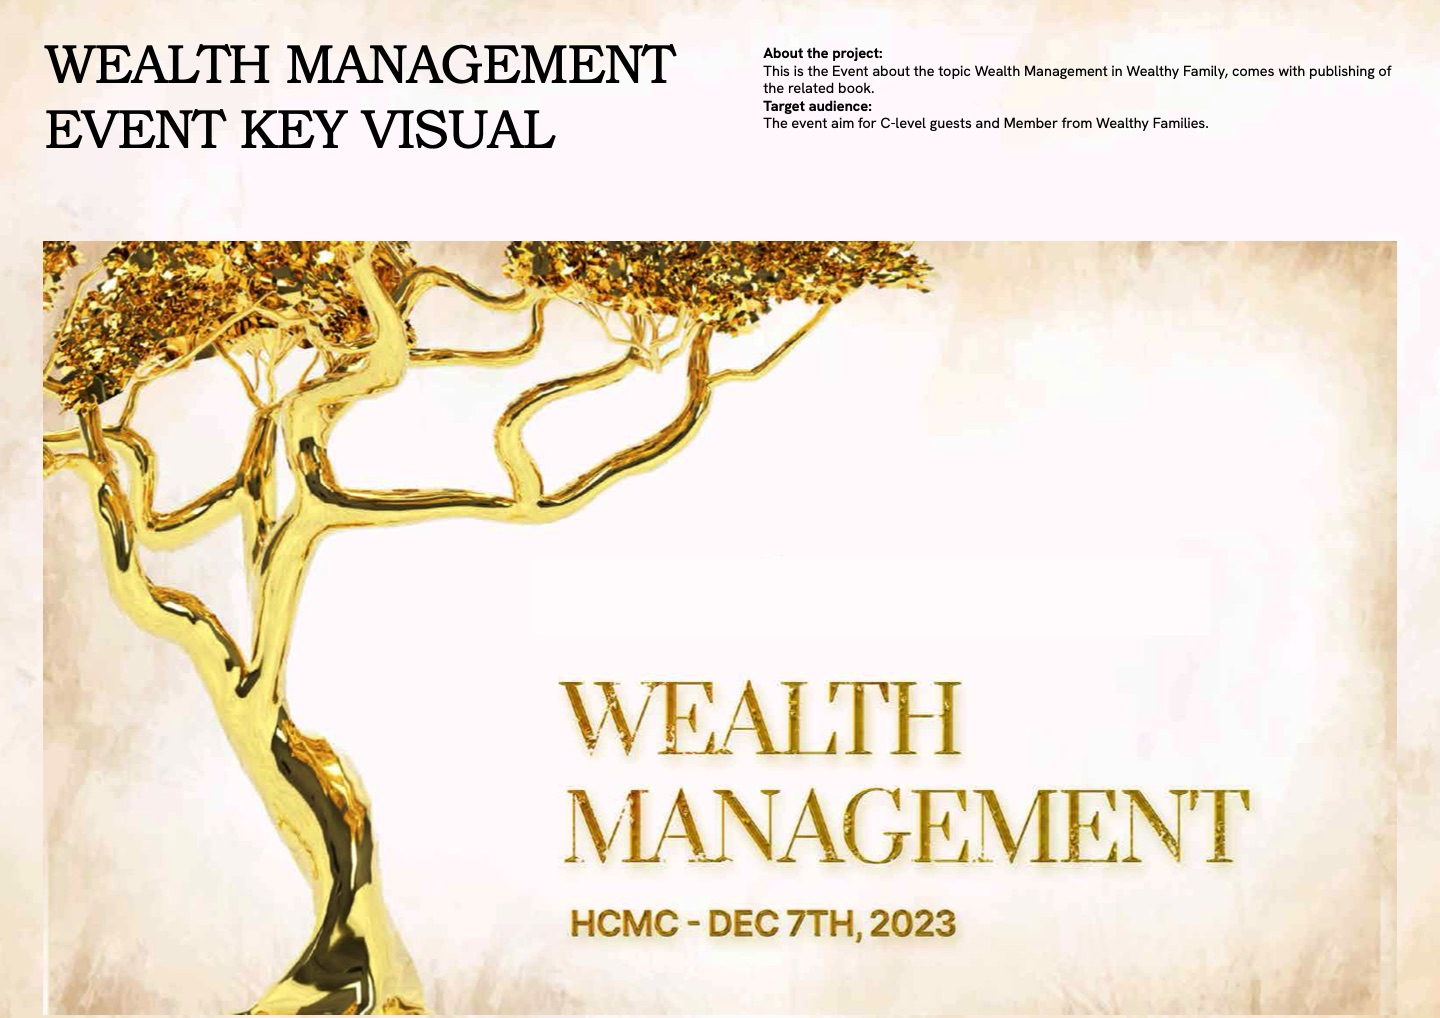 WEALTH MANAGEMENT
EVENT KEY VISUAL
About the project:
This is the Event about the topic Wealth Management in Wealthy Family, comes with publishing of
the related book.
Target audience:
The event aim for C-level guests and Member from Wealthy Families.
WEALTH
MANAGEMENT
HCMC - DEC 7TH, 2023